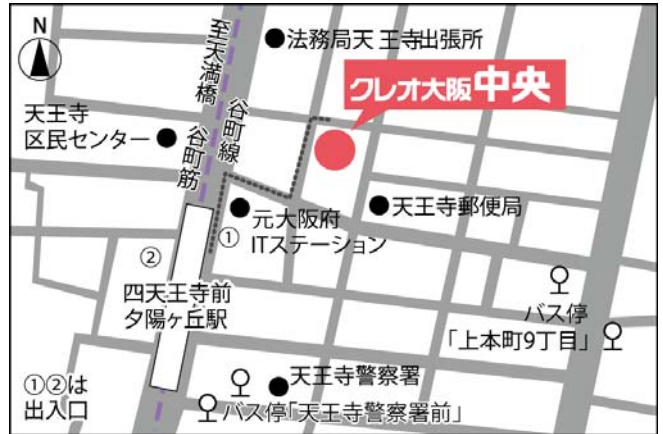 N
法務局天王寺出張所
至天満橋
谷町線
クレオ大阪中央
天王寺
区民センター
谷町筋
天王寺郵便局
元大阪府
ITステーション
①
②
四天王寺前
夕陽ヶ丘駅
バス停
「上本町9丁目」
天王寺警察署
バス停「天王寺警察署前」
①②は
出入口